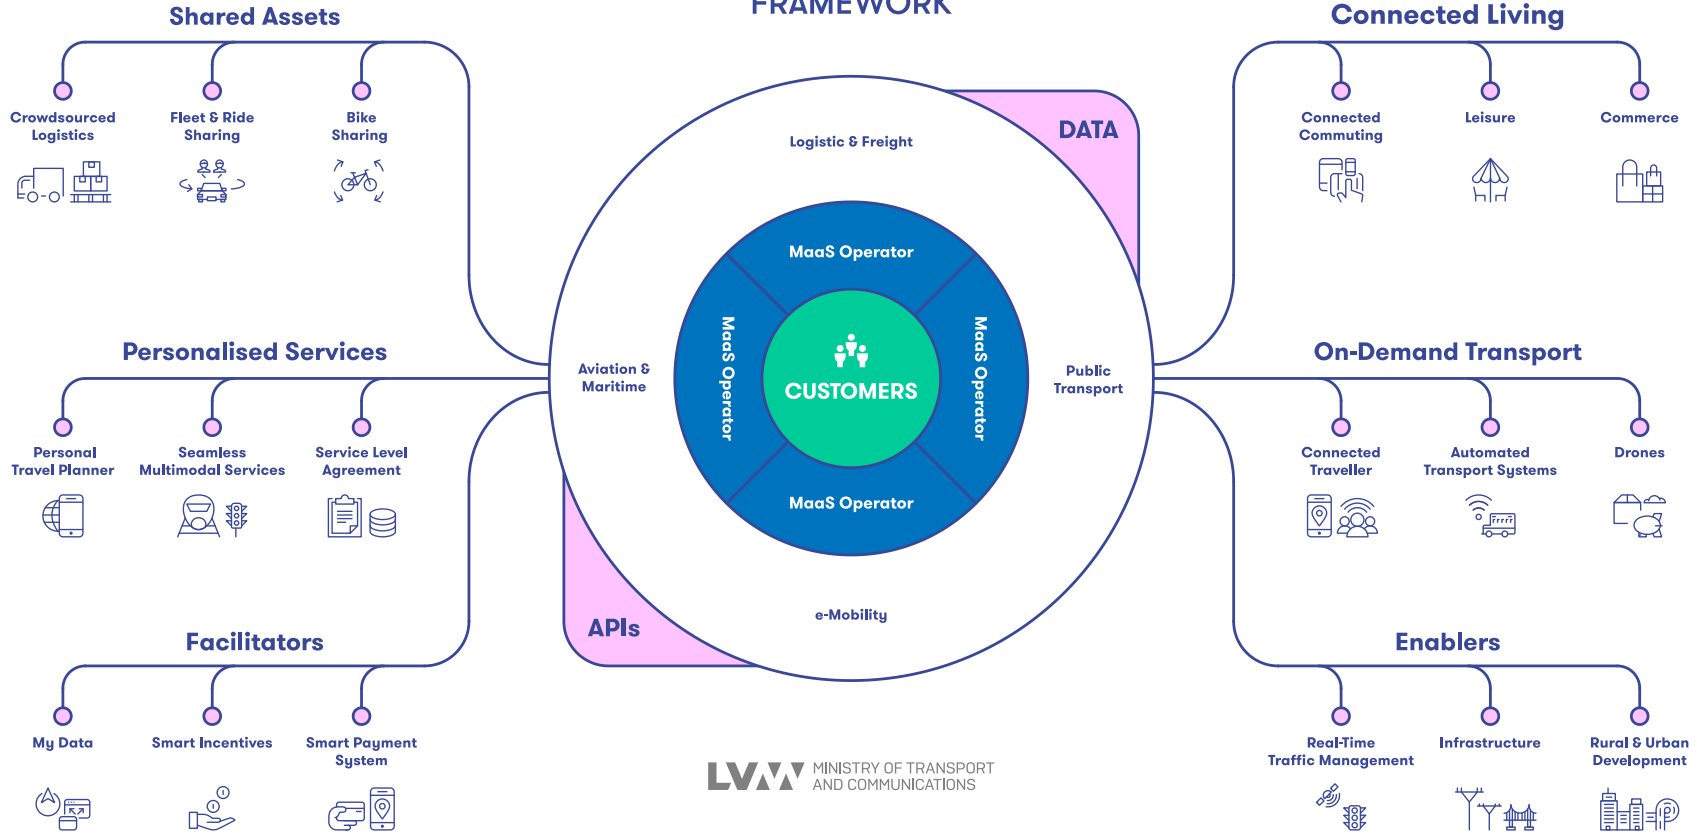 FRAMEWORK
Shared Assets
Crowdsourced
Logistics
Fleet & Ride
Sharing
Bike
Sharing
Personalised Services
Personal
Travel Planner
Seamless
Multimodal Services
Service Level
Agreement
Facilitators
My Data
Smart Incentives
Smart Payment
System
DATA
Logistic & Freight
MaaS Operator
MaaS Operator
CUSTOMERS
MaaS Operator
MaaS Operator
Aviation &
Maritime
Public
Transport
e-Mobility
APIs
Connected Living
Connected
Commuting
Leisure
Commerce
On-Demand Transport
Connected
Traveller
Automated
Transport Systems
Drones
Enablers
Real-Time
Traffic Management
Infrastructure
Rural & Urban
Development
LVM
MINISTRY OF TRANSPORT
AND COMMUNICATIONS